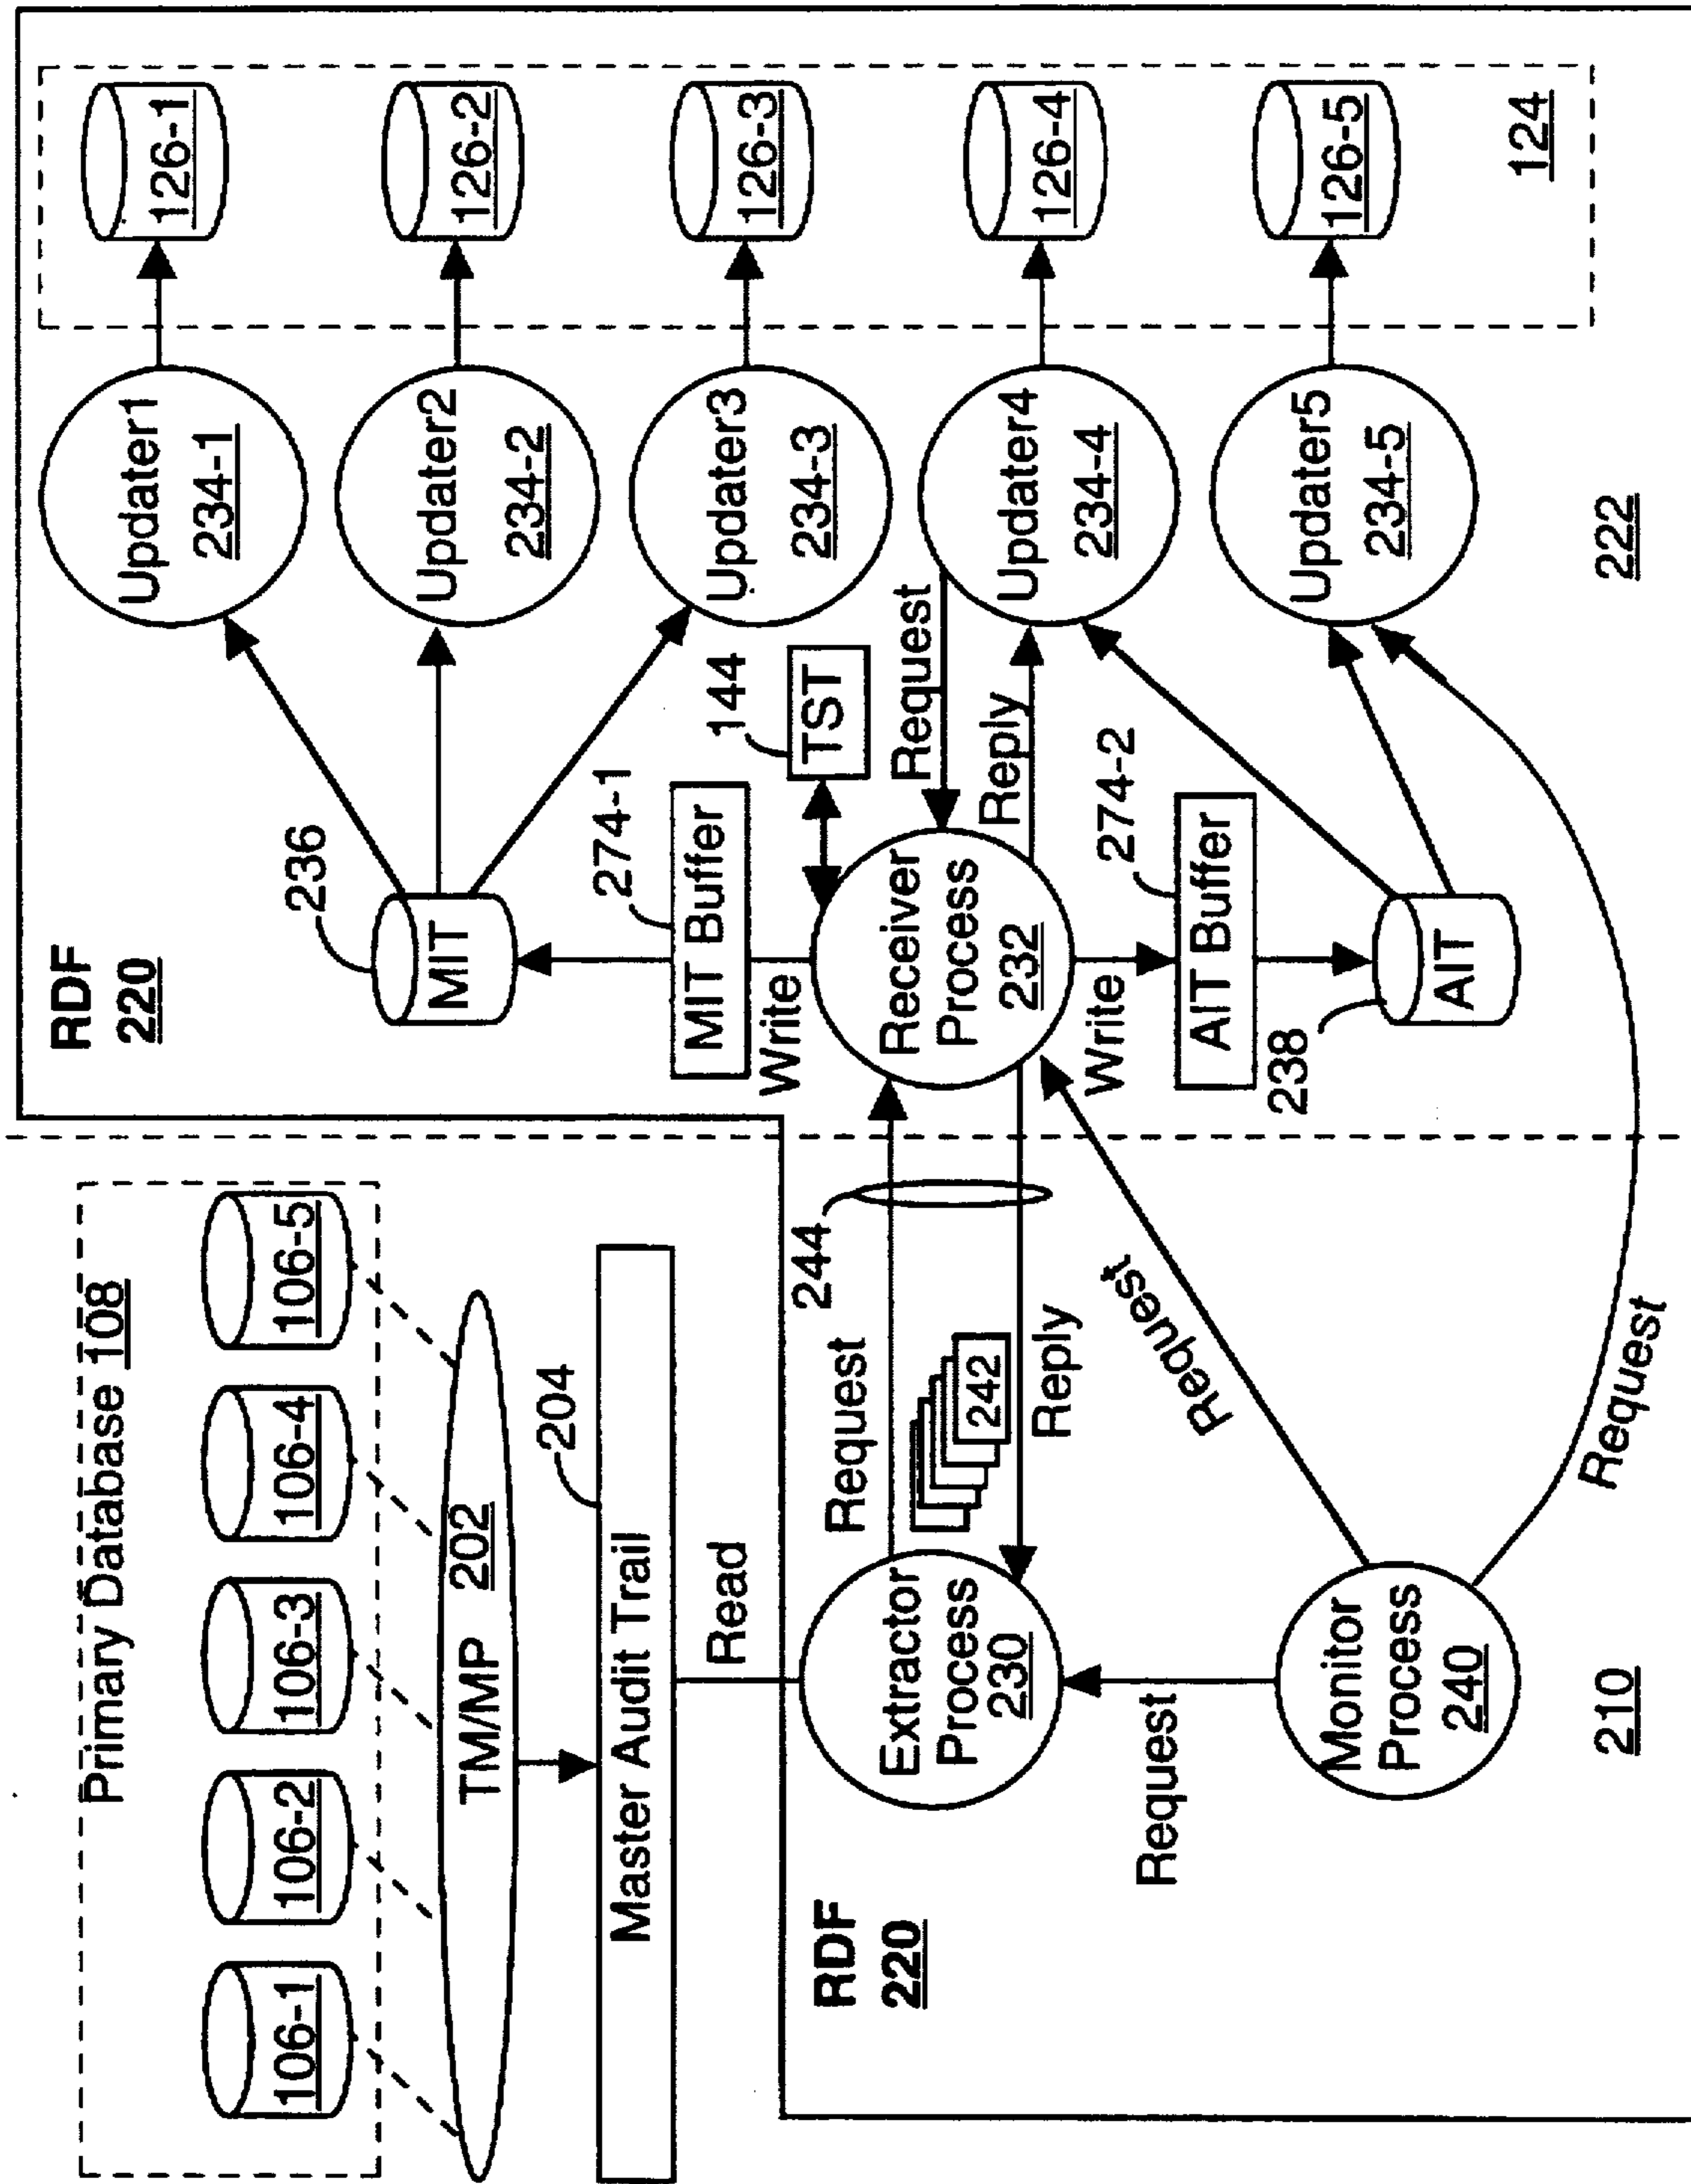 Primary Database 108
106-1
106-2
106-3
106-4
106-5
TM/MP 202
204
Master Audit Trail
Read
RDF
220
Extractor
Process
230
Request
242
Reply
244
Request
Monitor
Process
240
Request
Request
210
RDF
220
236
MIT
274-1
MIT Buffer
Write
144
TST
Receiver
Process
232
Request
Reply
Write
274-2
AIT Buffer
238
AIT
Updater1
234-1
Updater2
234-2
Updater3
234-3
Updater4
234-4
Updater5
234-5
222
126-1
126-2
126-3
126-4
126-5
124